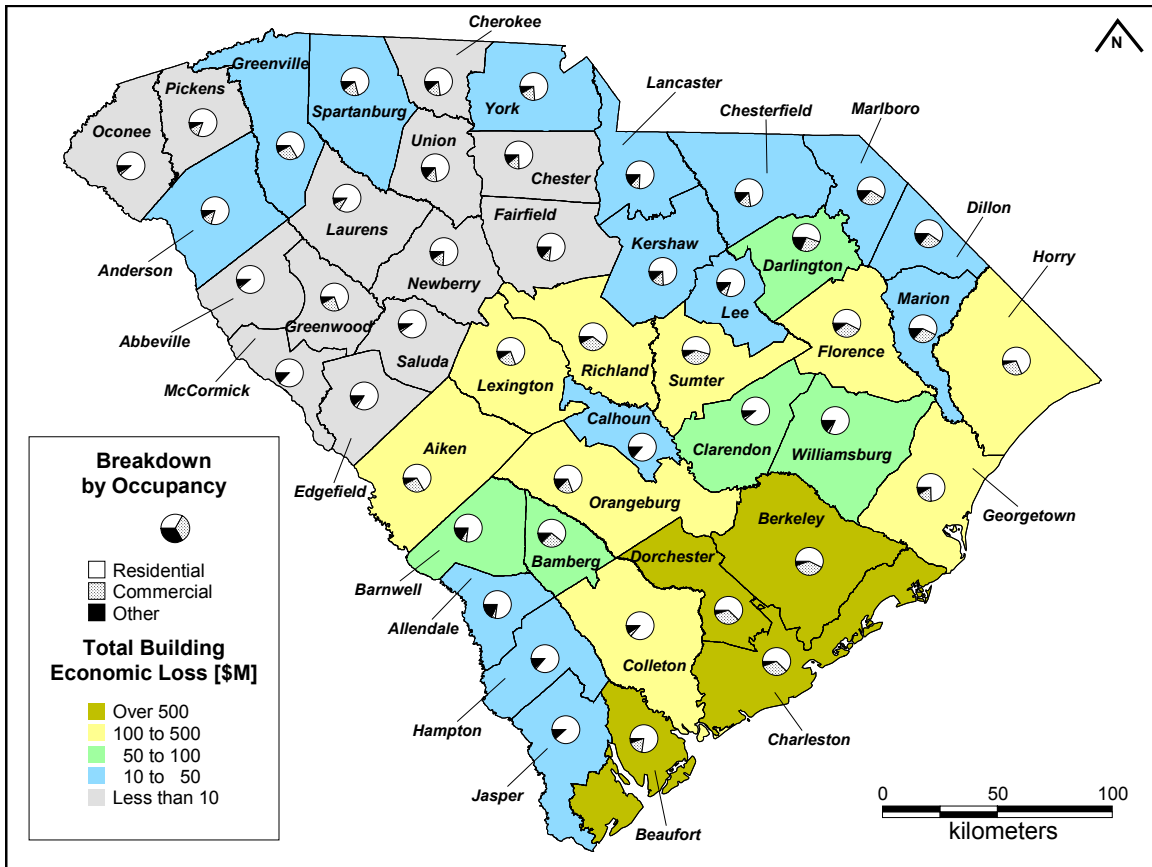 Cherokee
N
Greenville
Pickens
Spartanburg
York
Lancaster
Chesterfield
Marlboro
Oconee
Union
Chester
Laurens
Fairfield
Dillon
Anderson
Kershaw
Darlington
Horry
Newberry
Lee
Marion
Abbeville
Greenwood
Saluda
Florence
McCormick
Lexington
Richland
Sumter
Calhoun
Aiken
Clarendon
Williamsburg
Edgefield
Orangeburg
Georgetown
Berkeley
Dorchester
Bamberg
Barnwell
Allendale
Colleton
Hampton
Charleston
Jasper
Beaufort
Breakdown
by Occupancy
Residential
Commercial
Other
Total Building
Economic Loss [$M]
Over 500
100 to 500
50 to 100
10 to 50
Less than 10
0 50 100
kilometers